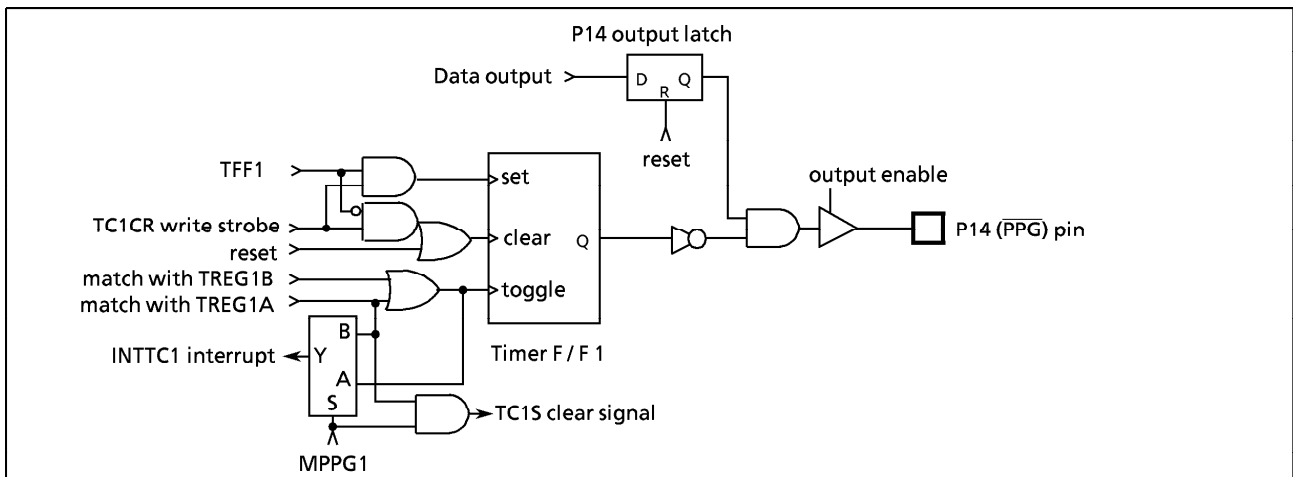 P14 output latch
Data output
D Q
R
reset
output enable
TFF1
set
TC1CR write strobe
clear
Q
P14 (P̅P̅G̅) pin
reset
match with TREG1B
toggle
match with TREG1A
B
INTTC1 interrupt
Y
Timer F / F 1
A
S
TC1S clear signal
MPPG1